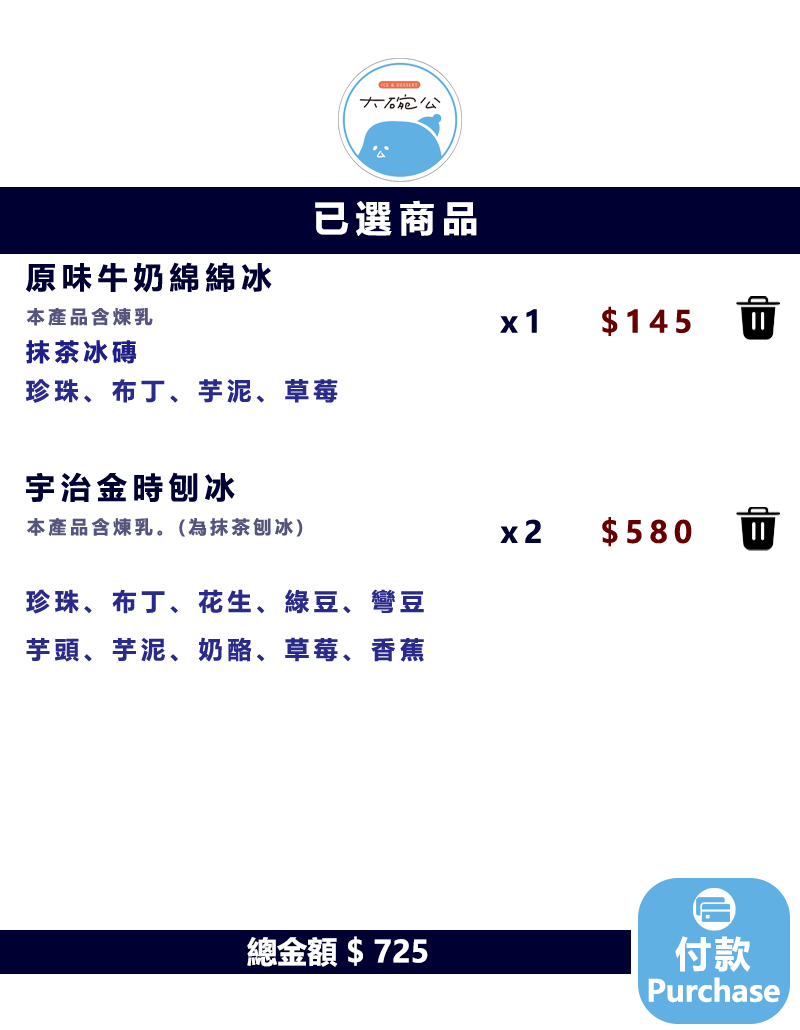 ICE & DESSERT
大碗公
已選商品
原味牛奶綿綿冰
本產品含煉乳
x1 $145
抹茶冰磚
珍珠、布丁、芋泥、草莓
宇治金時刨冰
本產品含煉乳。(為抹茶刨冰)
x2 $580
珍珠、布丁、花生、綠豆、彎豆
芋頭、芋泥、奶酪、草莓、香蕉
總金額 $ 725
付款
Purchase